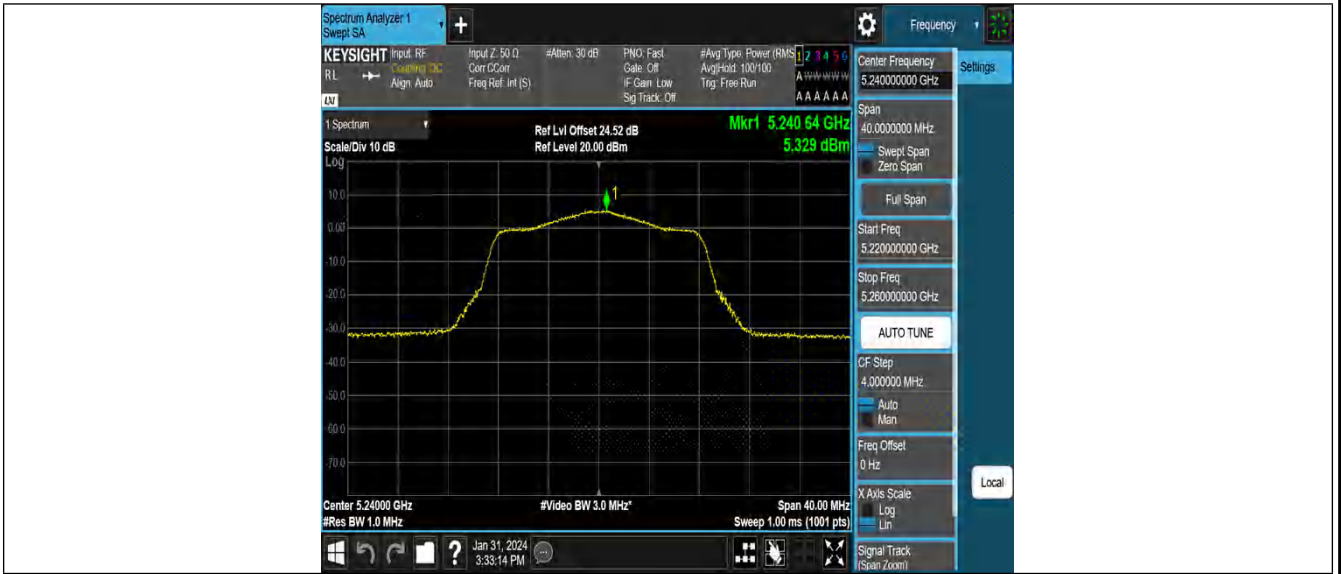 Spectrum Analyzer 1
Swept SA
+
Frequency
KEYSIGHT
RL
LXI
Input: RF
Coupling: DC
Align: Auto
Input Z: 50 Ω
Corr CCorr
Freq Ref: Int (S)
#Atten: 30 dB
PNO: Fast
Gate: Off
IF Gain: Low
Sig Track: Off
#Avg Type: Power (RMS
Avg|Hold: 100/100
Trig: Free Run
1 2 3 4 5 6
A W W W W W
A A A A A A
1 Spectrum
Scale/Div 10 dB
Log
Ref Lvl Offset 24.52 dB
Ref Level 20.00 dBm
Mkr1 5.240 64 GHz
5.329 dBm
1
10.0
0.00
-10.0
-20.0
-30.0
-40.0
-50.0
-60.0
-70.0
Center 5.24000 GHz
#Res BW 1.0 MHz
#Video BW 3.0 MHz*
Span 40.00 MHz
Sweep 1.00 ms (1001 pts)
?
Jan 31, 2024
3:33:14 PM
Center Frequency
5.240000000 GHz
Settings
Span
40.0000000 MHz
Swept Span
Zero Span
Full Span
Start Freq
5.220000000 GHz
Stop Freq
5.260000000 GHz
AUTO TUNE
CF Step
4.000000 MHz
Auto
Man
Freq Offset
0 Hz
X Axis Scale
Log
Lin
Local
Signal Track
(Span Zoom)